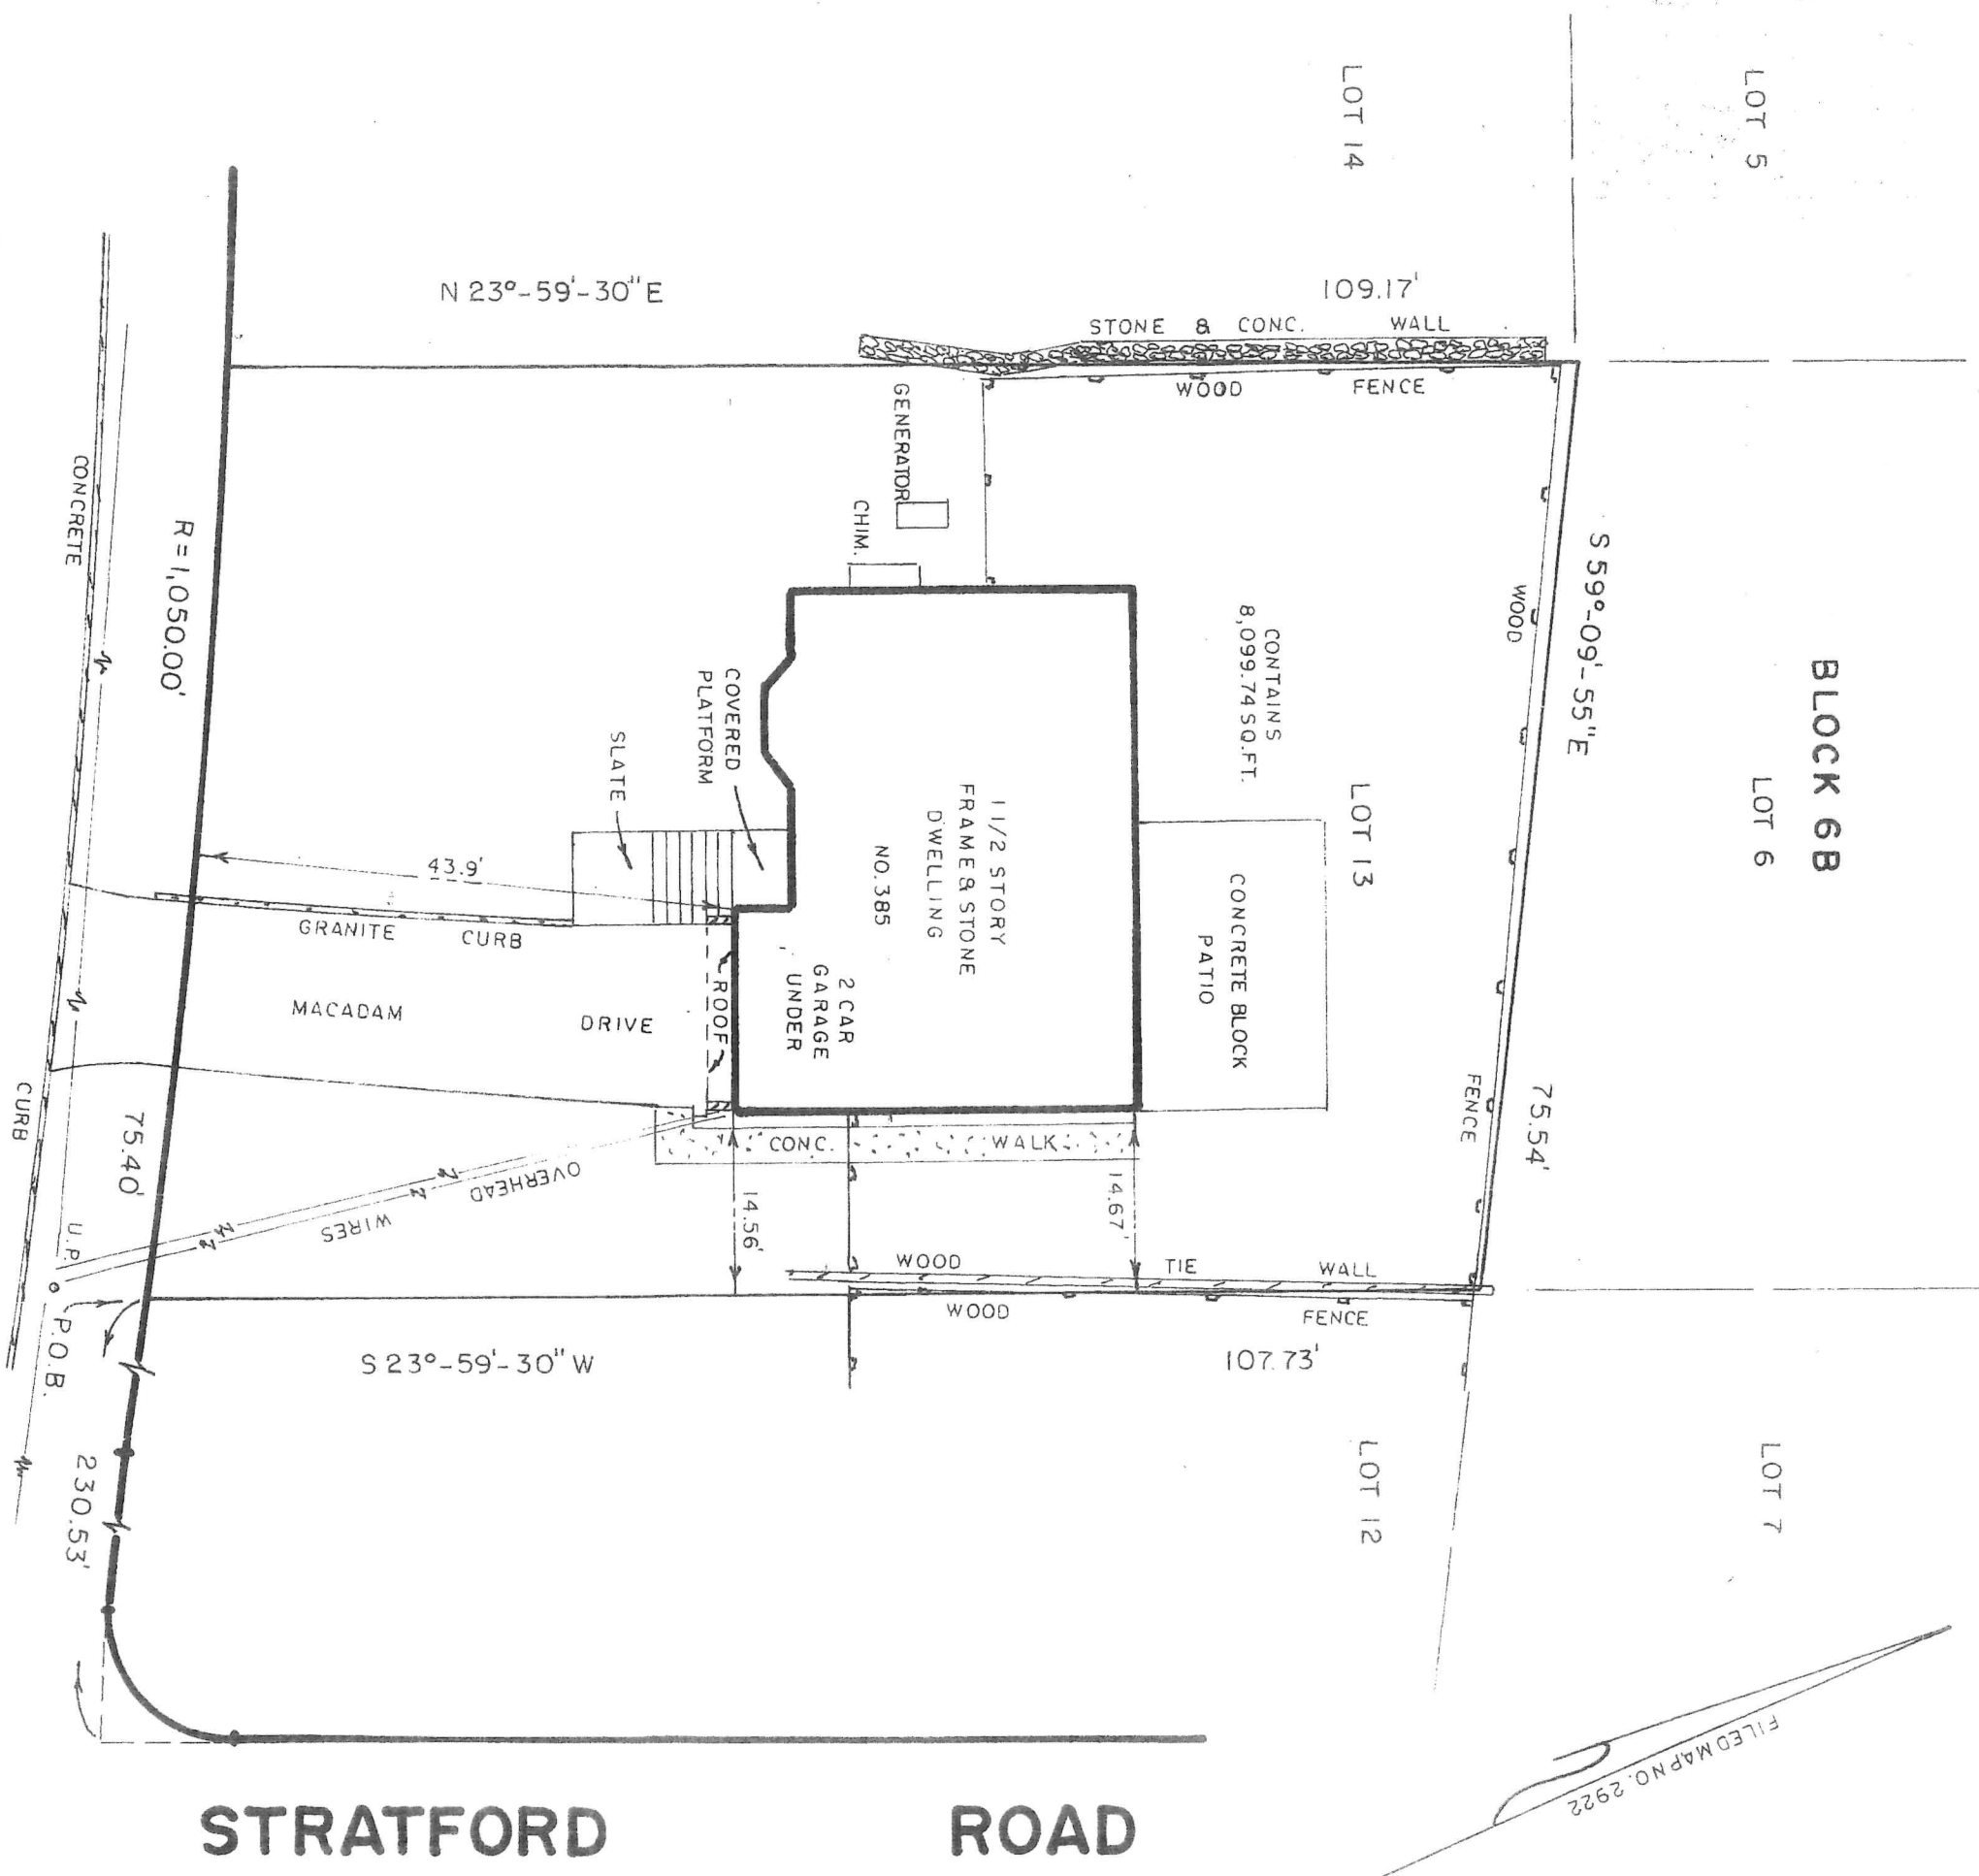 LOT 5
LOT 14
BLOCK 6B
LOT 6
LOT 7
N 23°-59'-30" E
109.17'
STONE & CONC. WALL
WOOD FENCE
S 59°-09'-55" E
75.54'
WOOD
FENCE
GENERATOR
CHIM.
CONTAINS
8,099.74 SQ.FT.
LOT 13
CONCRETE BLOCK
PATIO
1 1/2 STORY
FRAME & STONE
DWELLING
NO. 385
2 CAR
GARAGE
UNDER
COVERED
PLATFORM
SLATE
ROOF
43.9'
GRANITE CURB
MACADAM DRIVE
CONC. WALK
14.56'
14.67'
OVERHEAD
WIRES
WOOD TIE WALL
WOOD FENCE
S 23°-59'-30" W
107.73'
LOT 12
R = 1,050.00'
75.40'
CONCRETE
CURB
U.P.
P.O.B.
230.53'
FILED MAP NO. 2922
STRATFORD ROAD